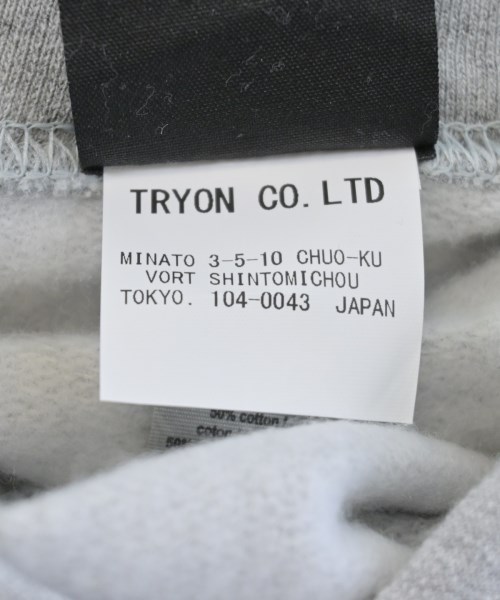 TRYON CO. LTD
MINATO 3-5-10 CHUO-KU
VORT SHINTOMICHOU
TOKYO. 104-0043 JAPAN
50% cotton